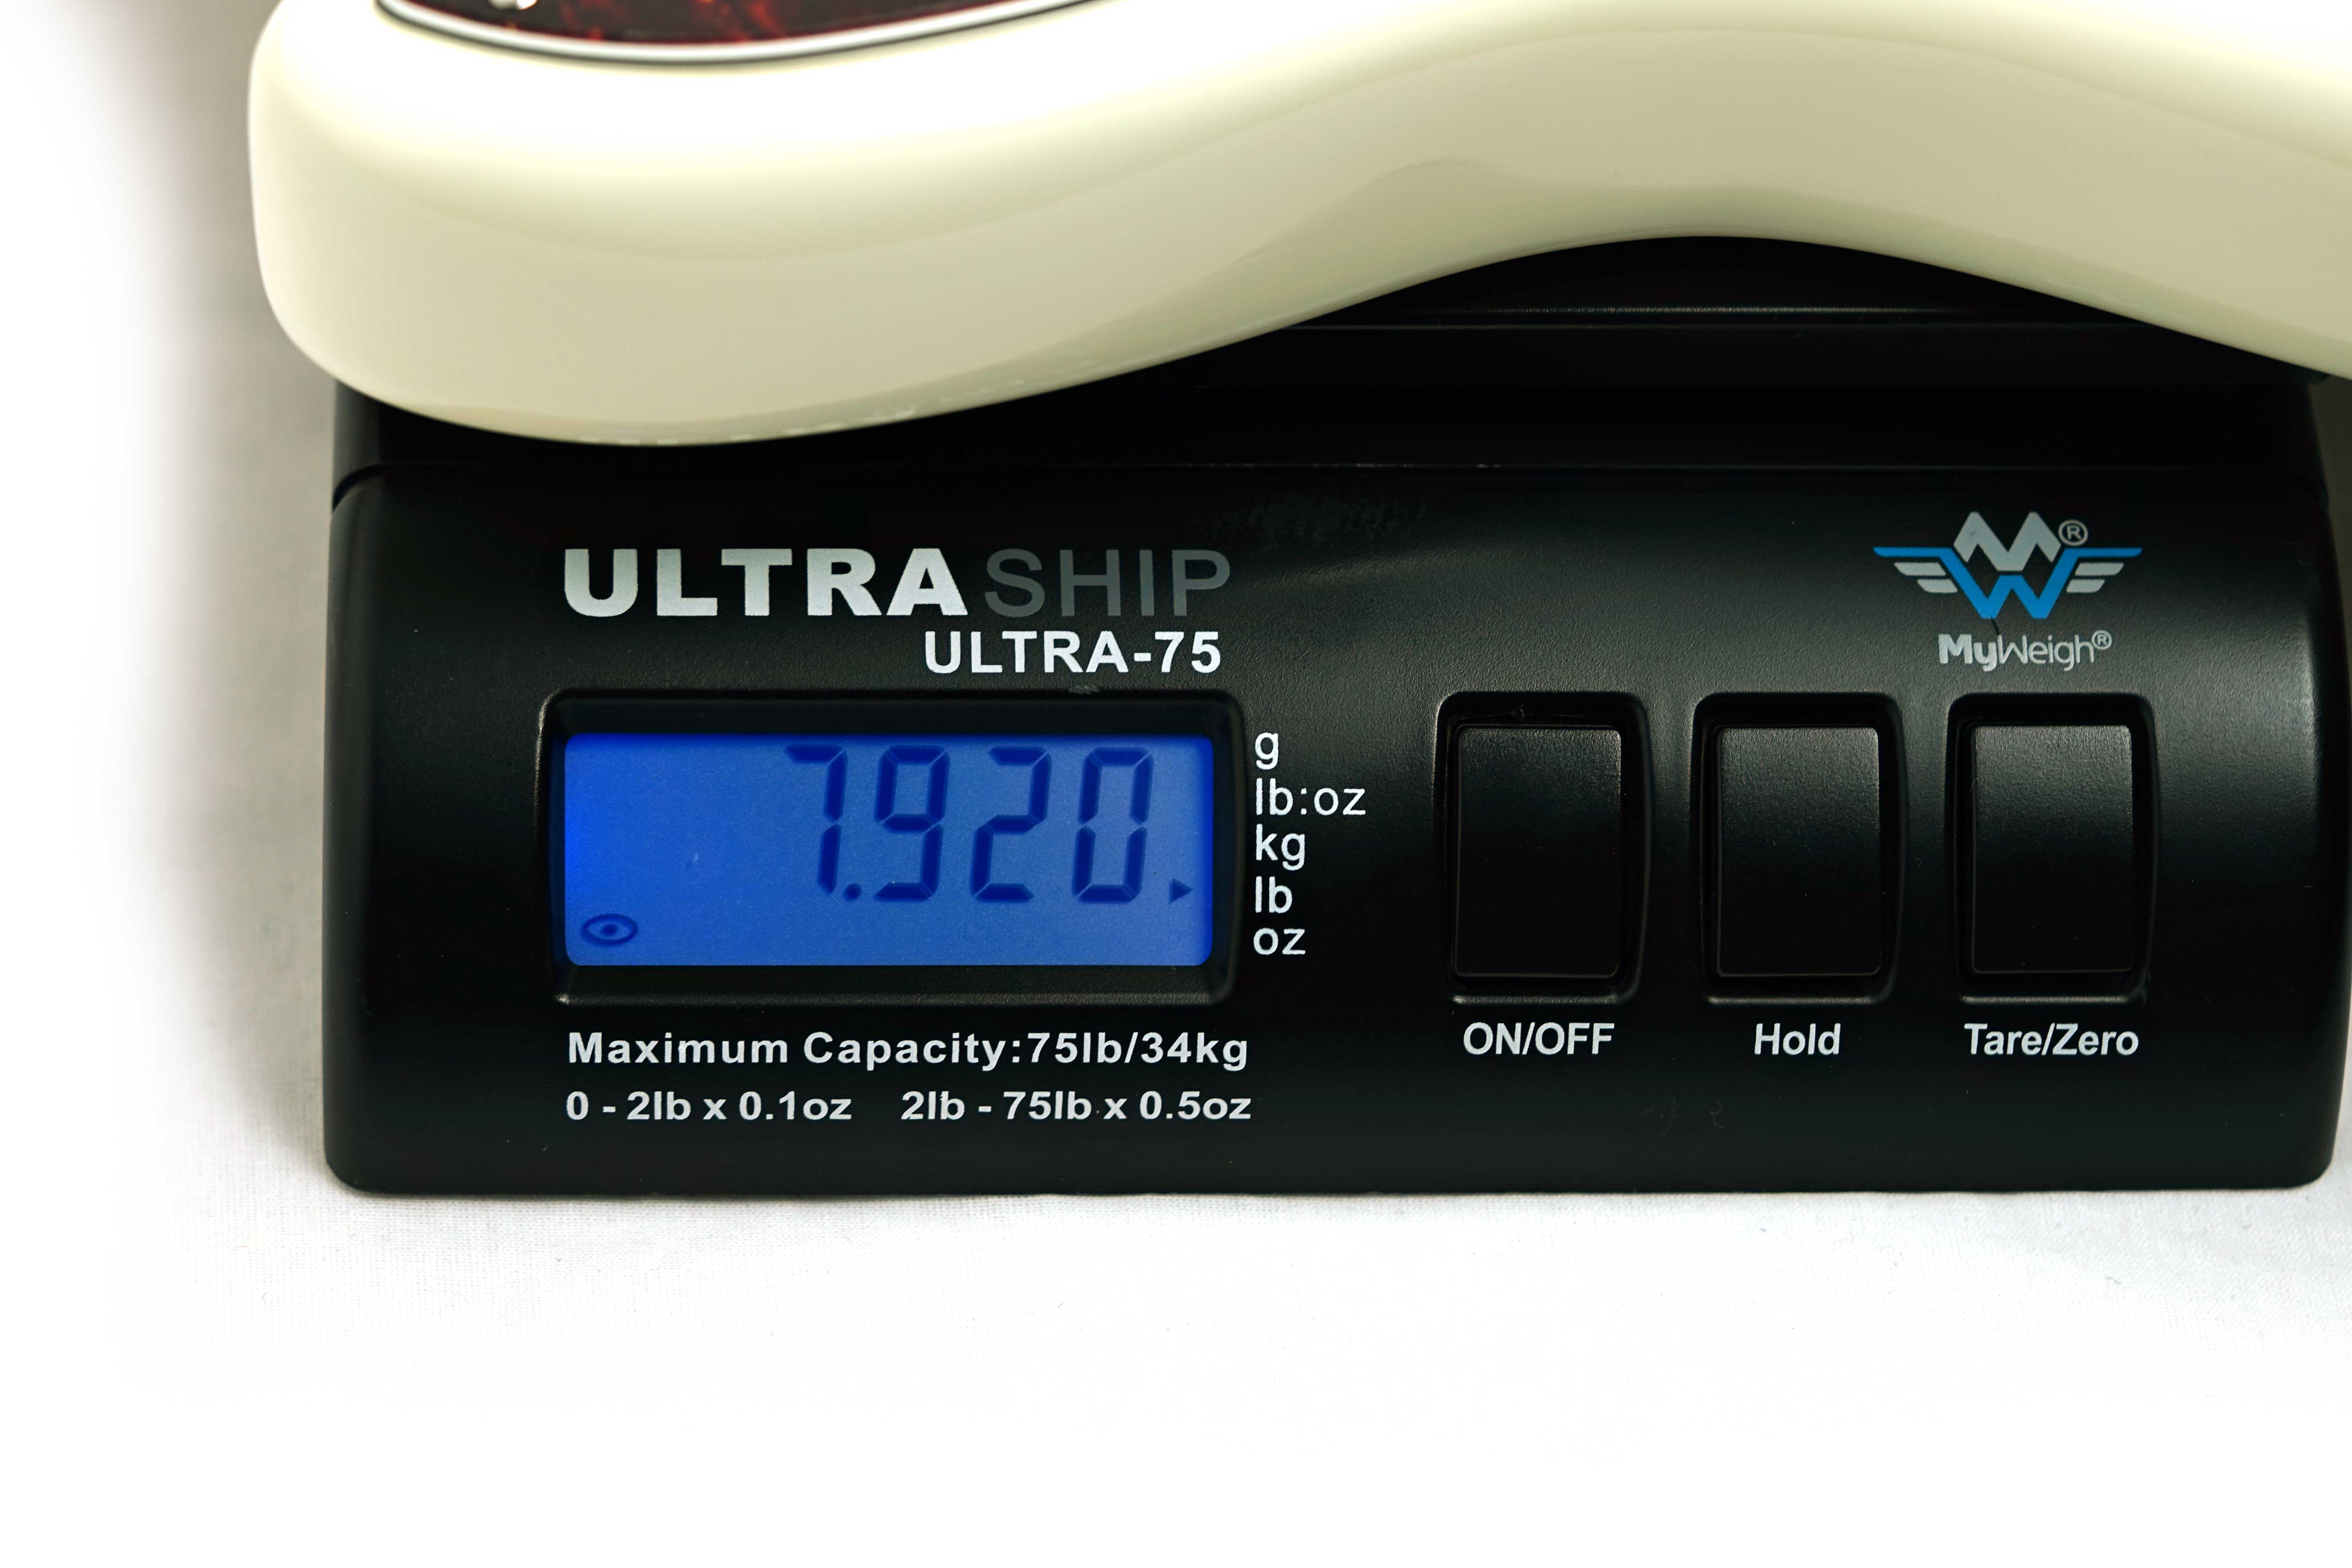 ULTRA SHIP
ULTRA-75
MW®
MyWeigh®
7.920
g
lb:oz
kg
lb
oz
Maximum Capacity:75lb/34kg
0 - 2lb x 0.1oz 2lb - 75lb x 0.5oz
ON/OFF
Hold
Tare/Zero